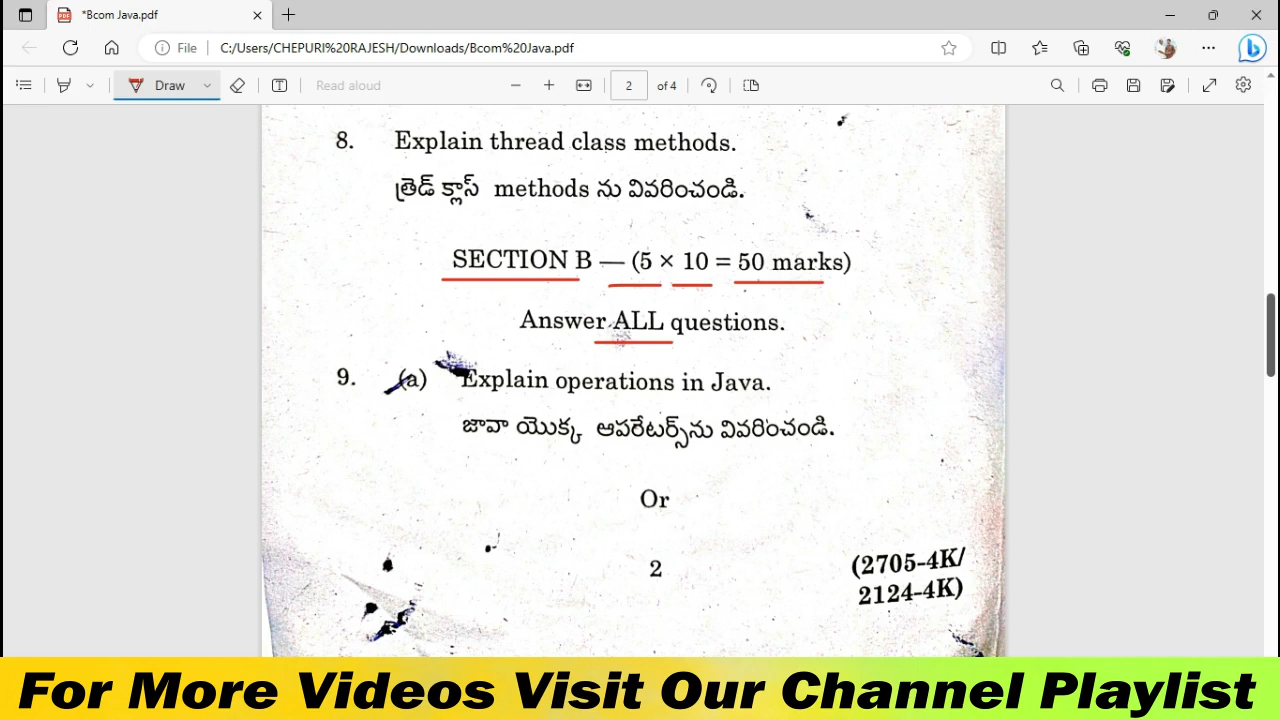 *Bcom Java.pdf
File
C:/Users/CHEPURI%20RAJESH/Downloads/Bcom%20Java.pdf
Draw
Read aloud
2
of 4
8. Explain thread class methods.
త్రెడ్ క్లాస్ methods ను వివరించండి.
SECTION B — (5 × 10 = 50 marks)
Answer ALL questions.
9. (a) Explain operations in Java.
జావా యొక్క ఆపరేటర్స్‌ను వివరించండి.
Or
2
(2705-4K/
2124-4K)
For More Videos Visit Our Channel Playlist